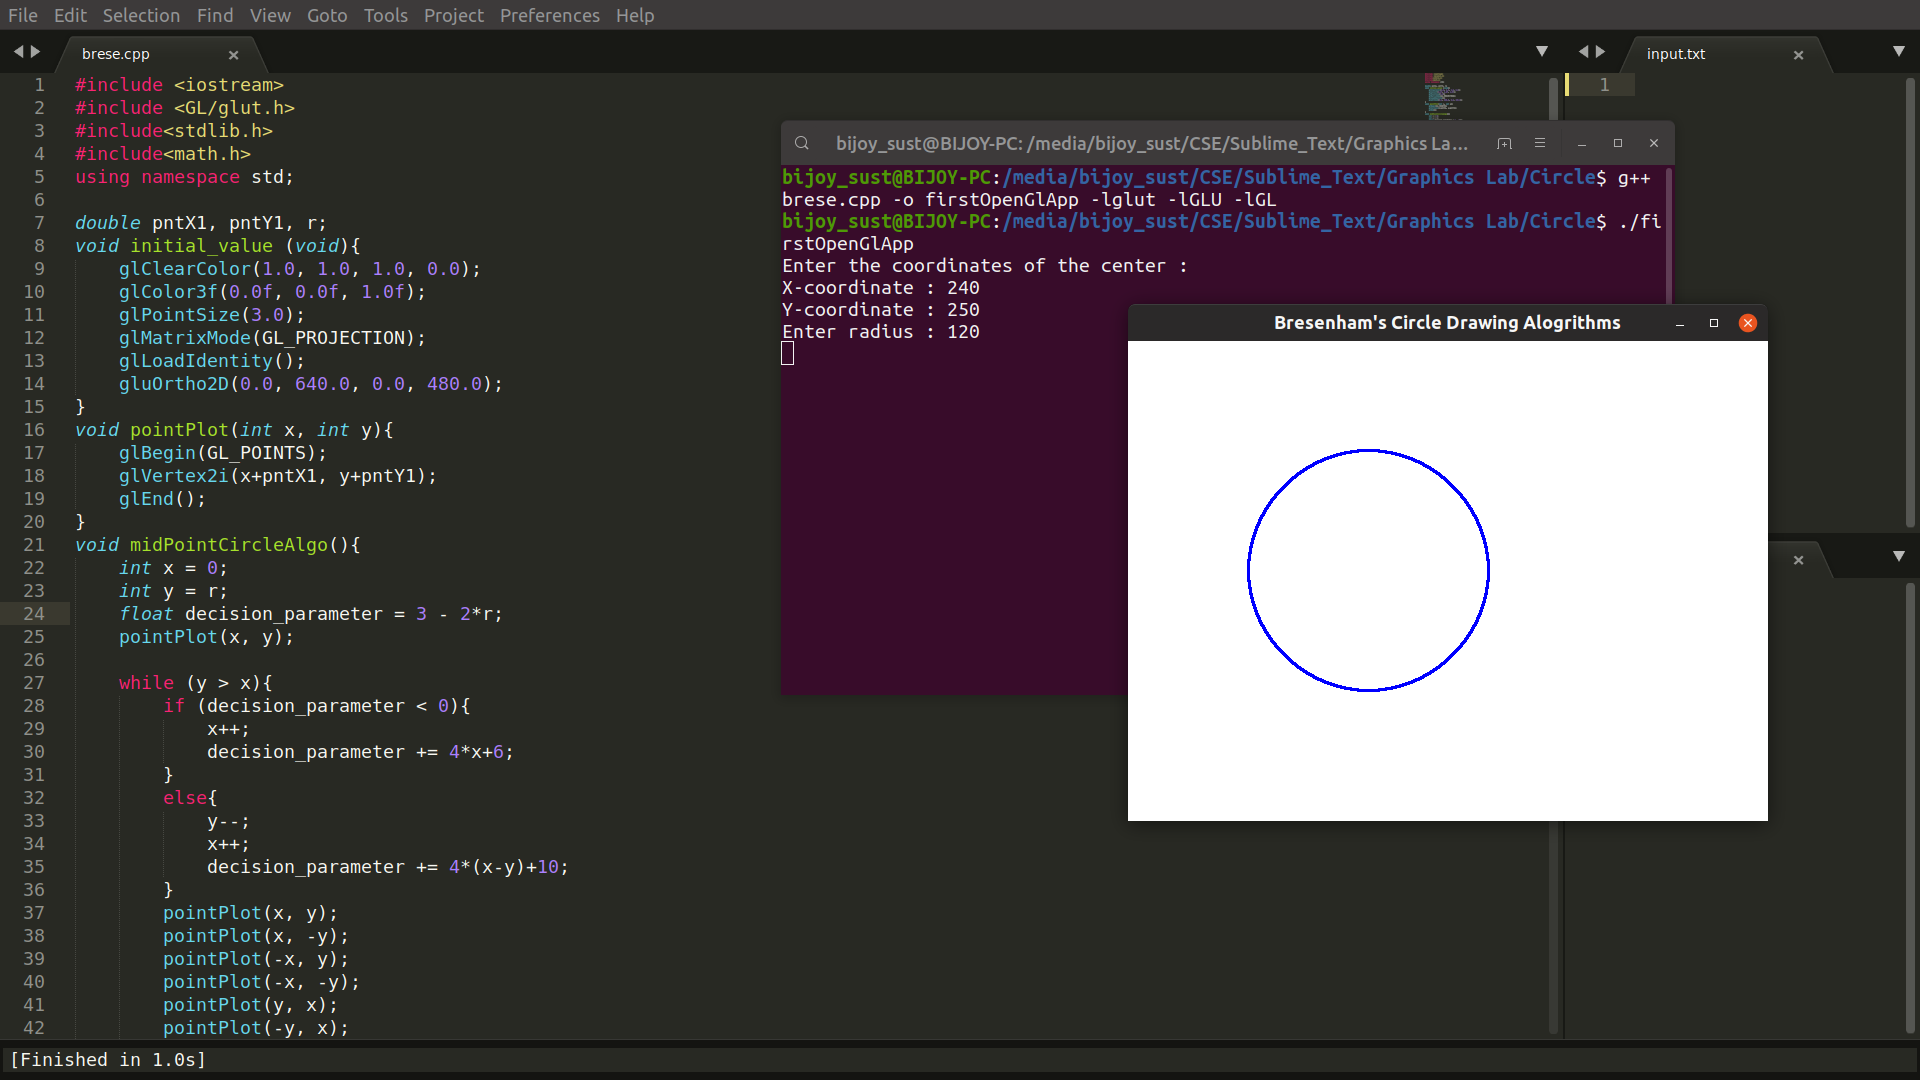 File Edit Selection Find View Goto Tools Project Preferences Help
brese.cpp
1 #include <iostream>
2 #include <GL/glut.h>
3 #include<stdlib.h>
4 #include<math.h>
5 using namespace std;
6
7 double pntX1, pntY1, r;
8 void initial_value (void){
9 glClearColor(1.0, 1.0, 1.0, 0.0);
10 glColor3f(0.0f, 0.0f, 1.0f);
11 glPointSize(3.0);
12 glMatrixMode(GL_PROJECTION);
13 glLoadIdentity();
14 gluOrtho2D(0.0, 640.0, 0.0, 480.0);
15 }
16 void pointPlot(int x, int y){
17 glBegin(GL_POINTS);
18 glVertex2i(x+pntX1, y+pntY1);
19 glEnd();
20 }
21 void midPointCircleAlgo(){
22 int x = 0;
23 int y = r;
24 float decision_parameter = 3 - 2*r;
25 pointPlot(x, y);
26
27 while (y > x){
28 if (decision_parameter < 0){
29 x++;
30 decision_parameter += 4*x+6;
31 }
32 else{
33 y--;
34 x++;
35 decision_parameter += 4*(x-y)+10;
36 }
37 pointPlot(x, y);
38 pointPlot(x, -y);
39 pointPlot(-x, y);
40 pointPlot(-x, -y);
41 pointPlot(y, x);
42 pointPlot(-y, x);
input.txt
1
bijoy_sust@BIJOY-PC: /media/bijoy_sust/CSE/Sublime_Text/Graphics La...
bijoy_sust@BIJOY-PC:/media/bijoy_sust/CSE/Sublime_Text/Graphics Lab/Circle$ g++
brese.cpp -o firstOpenGlApp -lglut -lGLU -lGL
bijoy_sust@BIJOY-PC:/media/bijoy_sust/CSE/Sublime_Text/Graphics Lab/Circle$ ./fi
rstOpenGlApp
Enter the coordinates of the center :
X-coordinate : 240
Y-coordinate : 250
Enter radius : 120
Bresenham's Circle Drawing Alogrithms
[Finished in 1.0s]